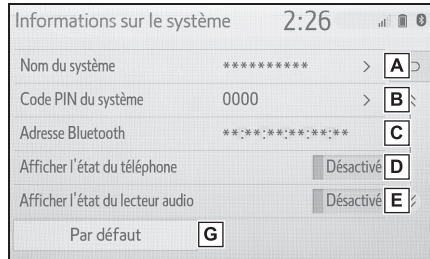 Informations sur le système 2:26
Nom du système ********** > A
Code PIN du système 0000 > B
Adresse Bluetooth **:**:**:**:**:** C
Afficher l'état du téléphone Désactivé D
Afficher l'état du lecteur audio Désactivé E
Par défaut G